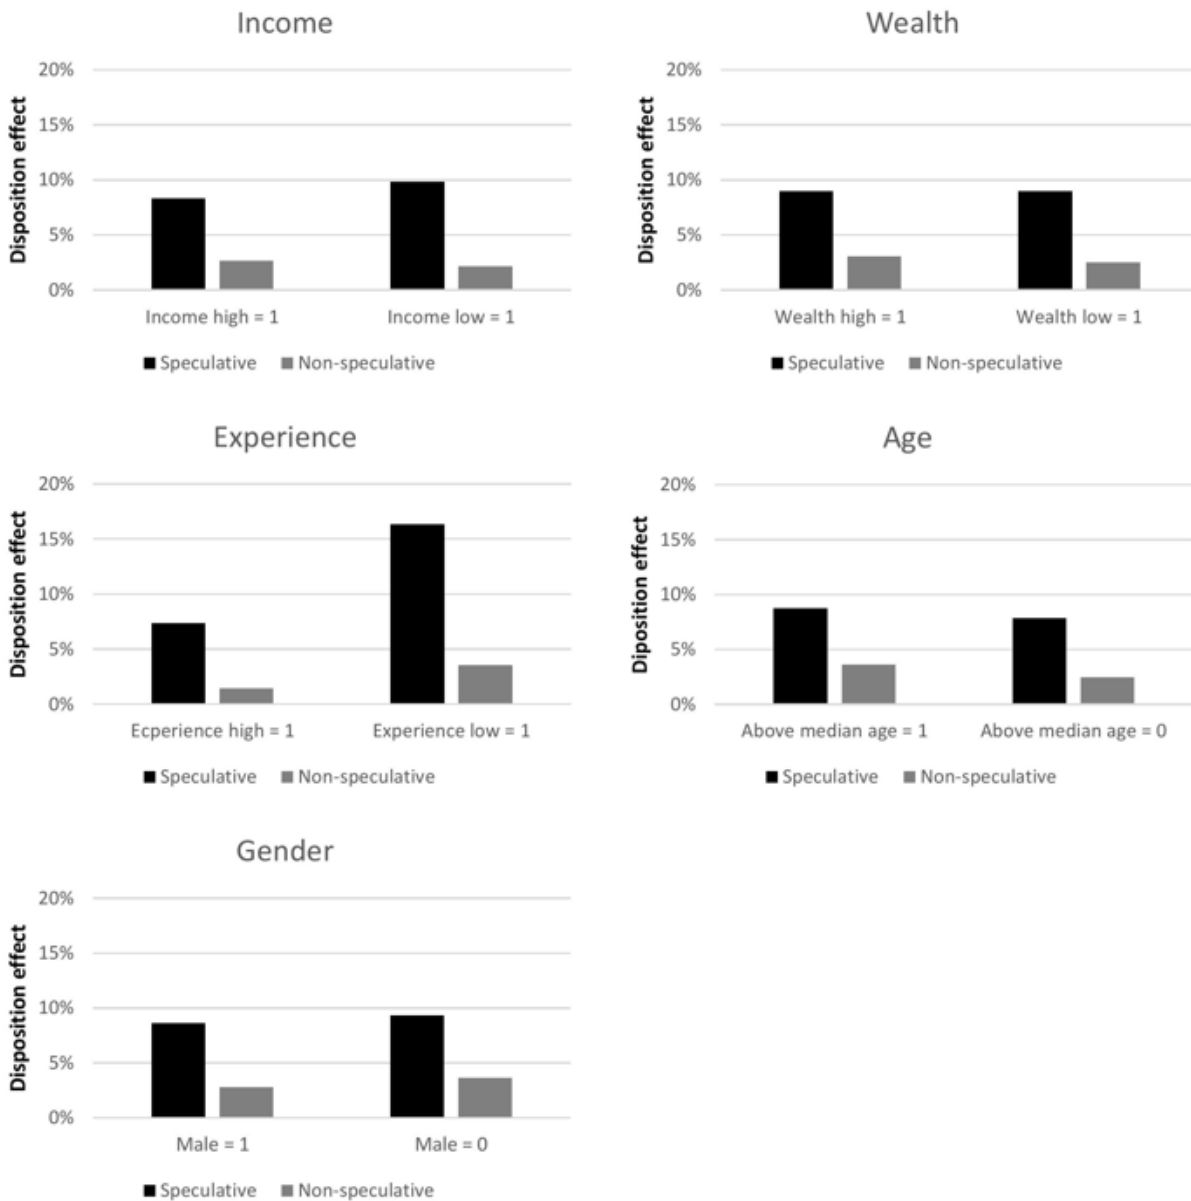 Income
Disposition effect
20%
15%
10%
5%
0%
Income high = 1 Income low = 1
Speculative Non-speculative
Wealth
Disposition effect
20%
15%
10%
5%
0%
Wealth high = 1 Wealth low = 1
Speculative Non-speculative
Experience
Disposition effect
20%
15%
10%
5%
0%
Ecperience high = 1 Experience low = 1
Speculative Non-speculative
Age
Diposition effect
20%
15%
10%
5%
0%
Above median age = 1 Above median age = 0
Speculative Non-speculative
Gender
Disposition effect
20%
15%
10%
5%
0%
Male = 1 Male = 0
Speculative Non-speculative